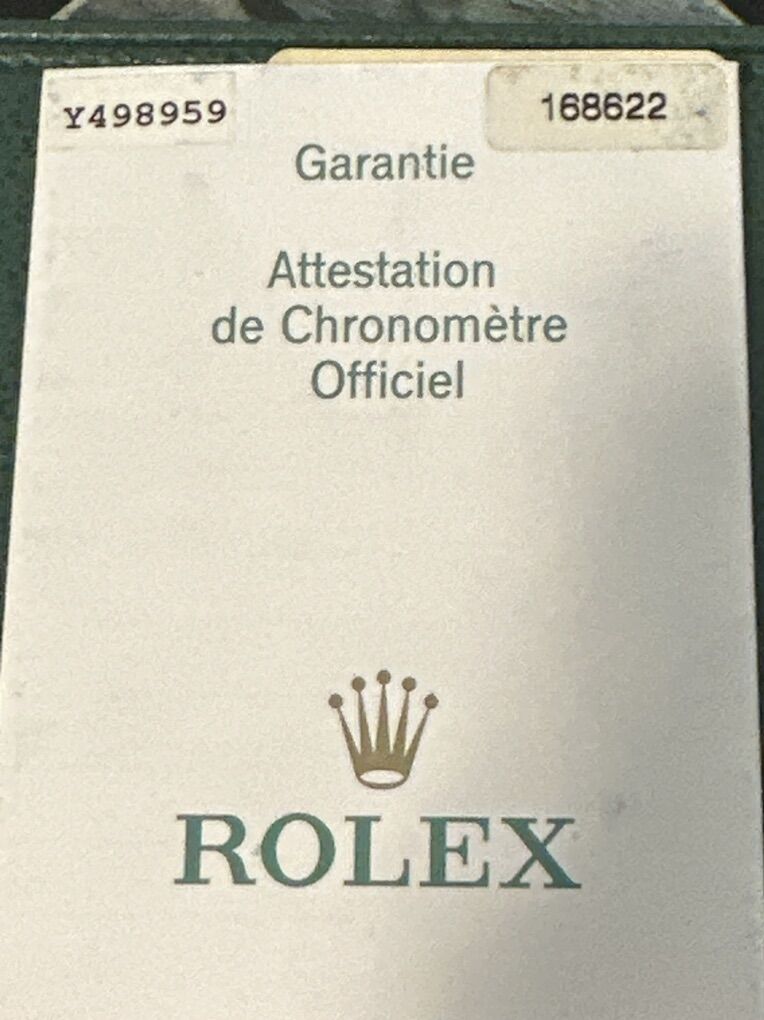 Y498959
168622
Garantie
Attestation
de Chronomètre
Officiel
ROLEX